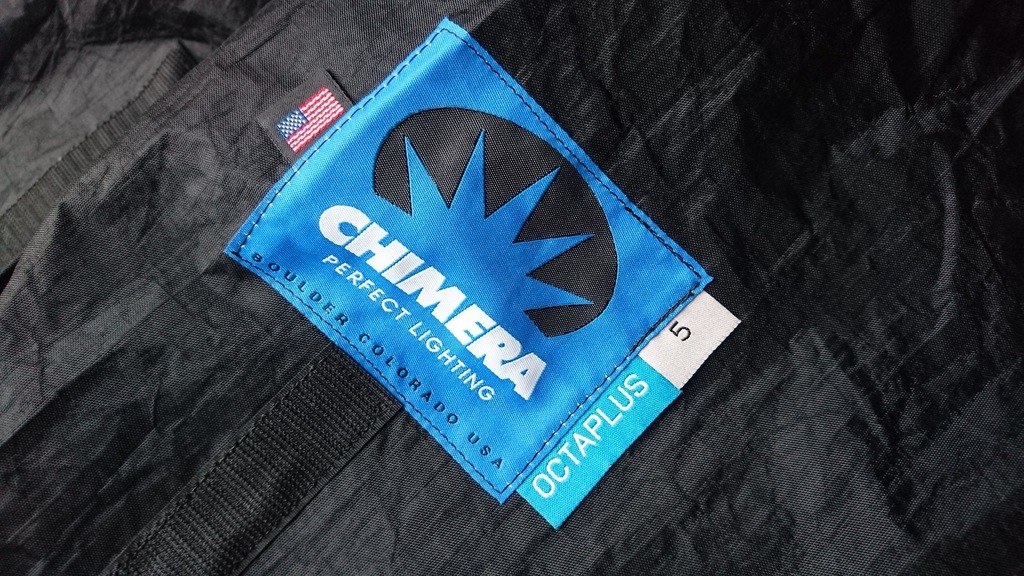 CHIMERA
PERFECT LIGHTING
BOULDER COLORADO USA
5
OCTAPLUS